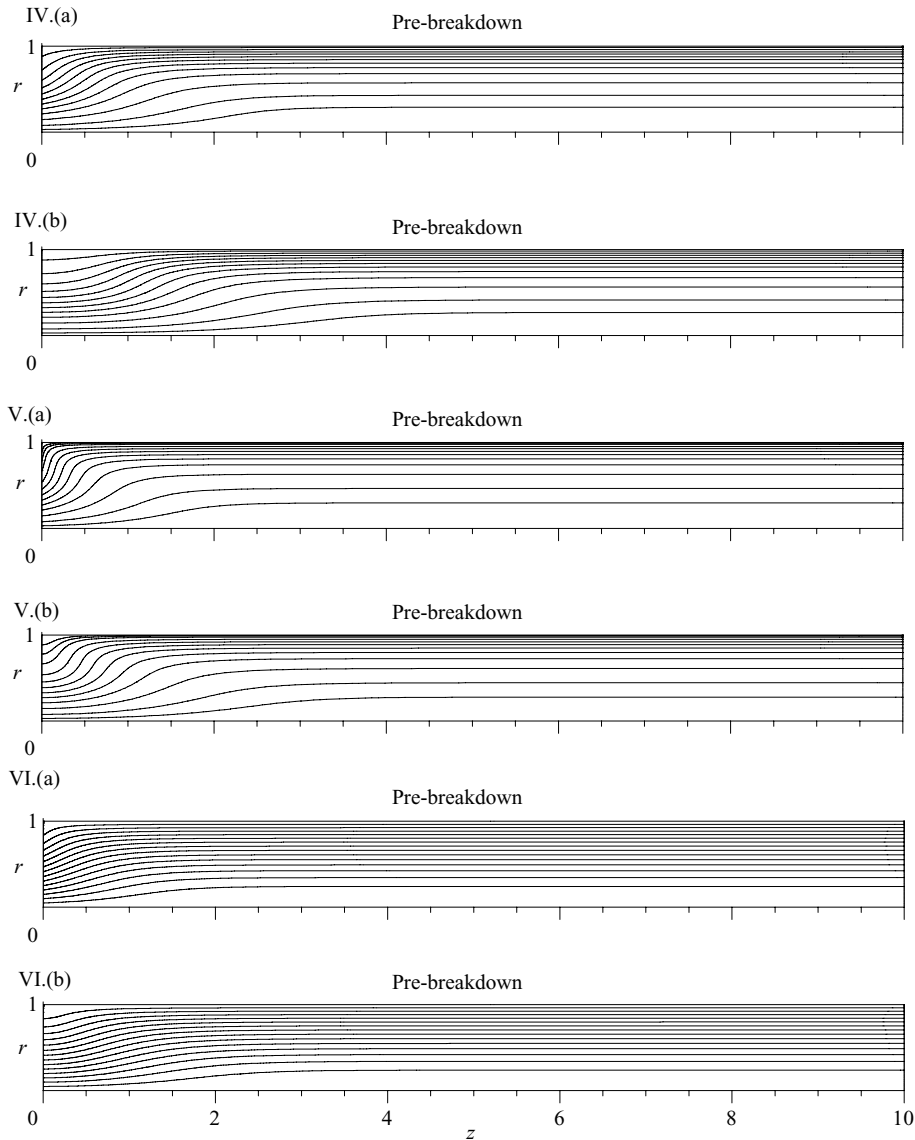 IV.(a)
Pre-breakdown
1
r
0
IV.(b)
Pre-breakdown
1
r
0
V.(a)
Pre-breakdown
1
r
0
V.(b)
Pre-breakdown
1
r
0
VI.(a)
Pre-breakdown
1
r
0
VI.(b)
Pre-breakdown
1
r
0 2 4 6 8 10
z